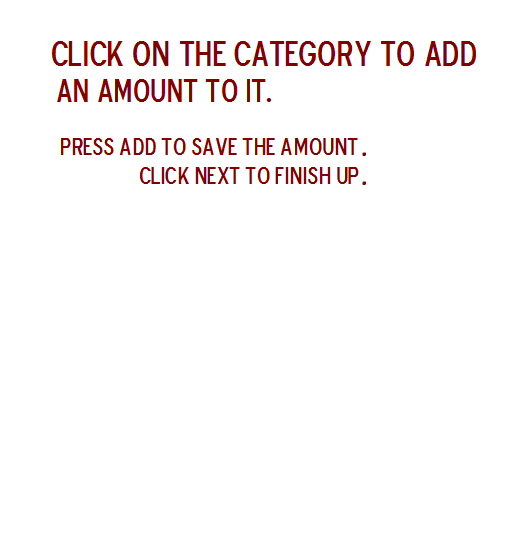 CLICK ON THE CATEGORY TO ADD
AN AMOUNT TO IT.
PRESS ADD TO SAVE THE AMOUNT.
CLICK NEXT TO FINISH UP.